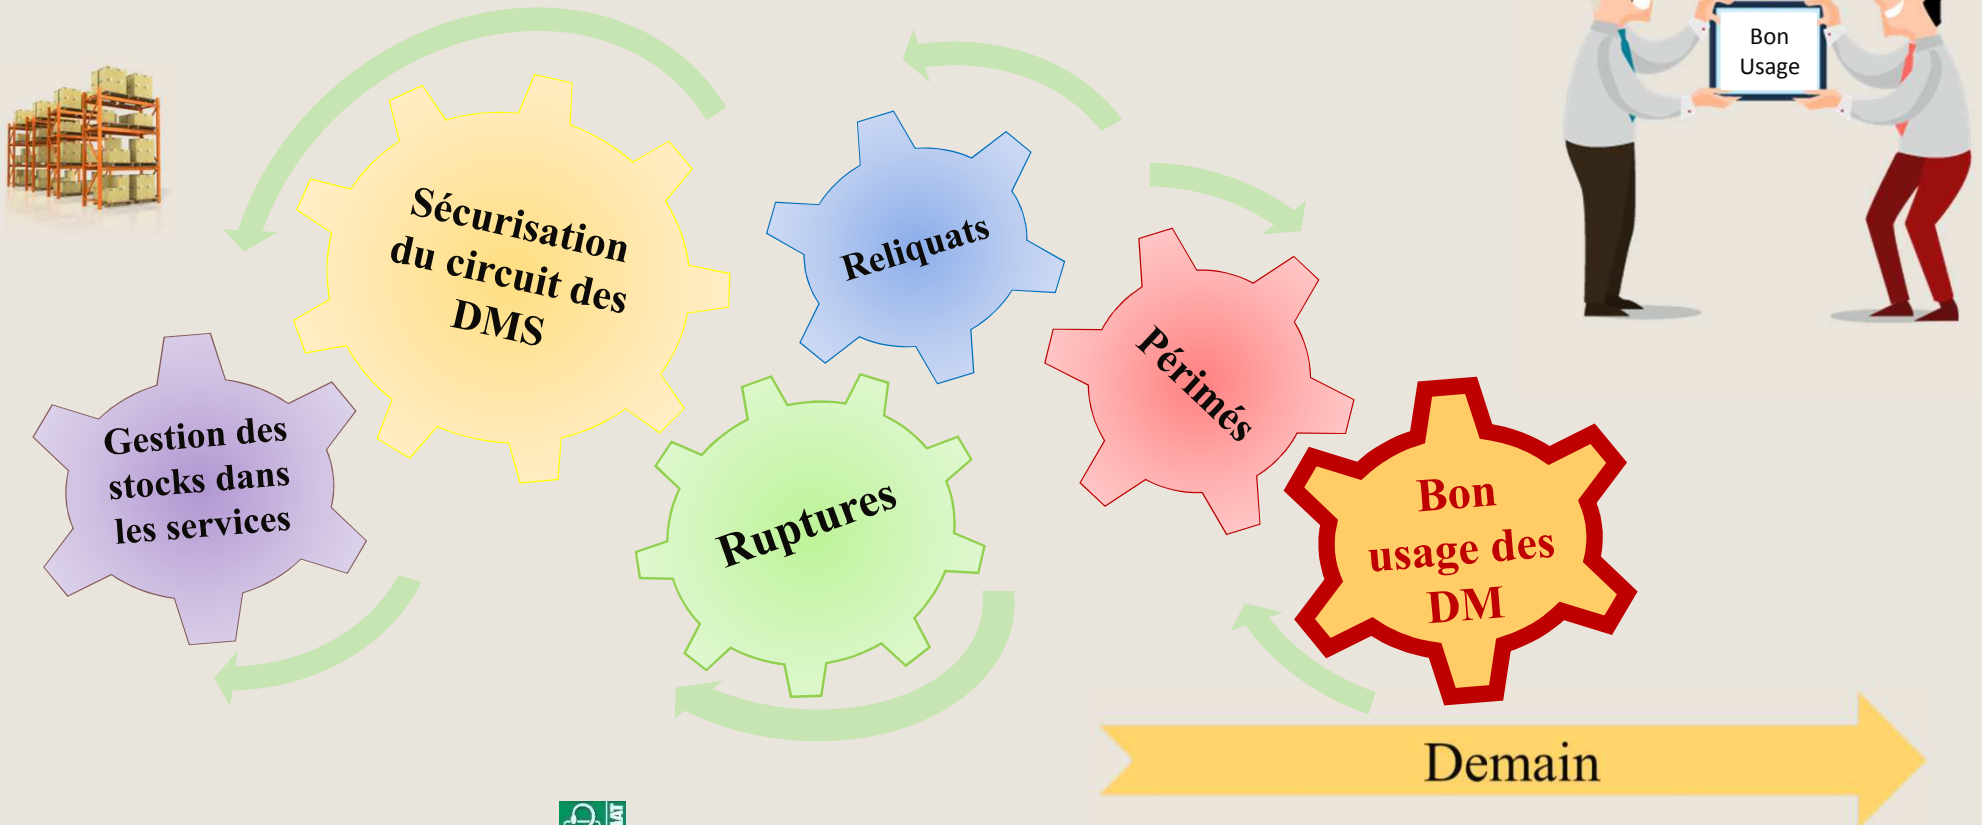 Bon
Usage
Sécurisation
du circuit des
DMS
Reliquats
Périmés
Gestion des
stocks dans
les services
Ruptures
Bon
usage des
DM
Demain